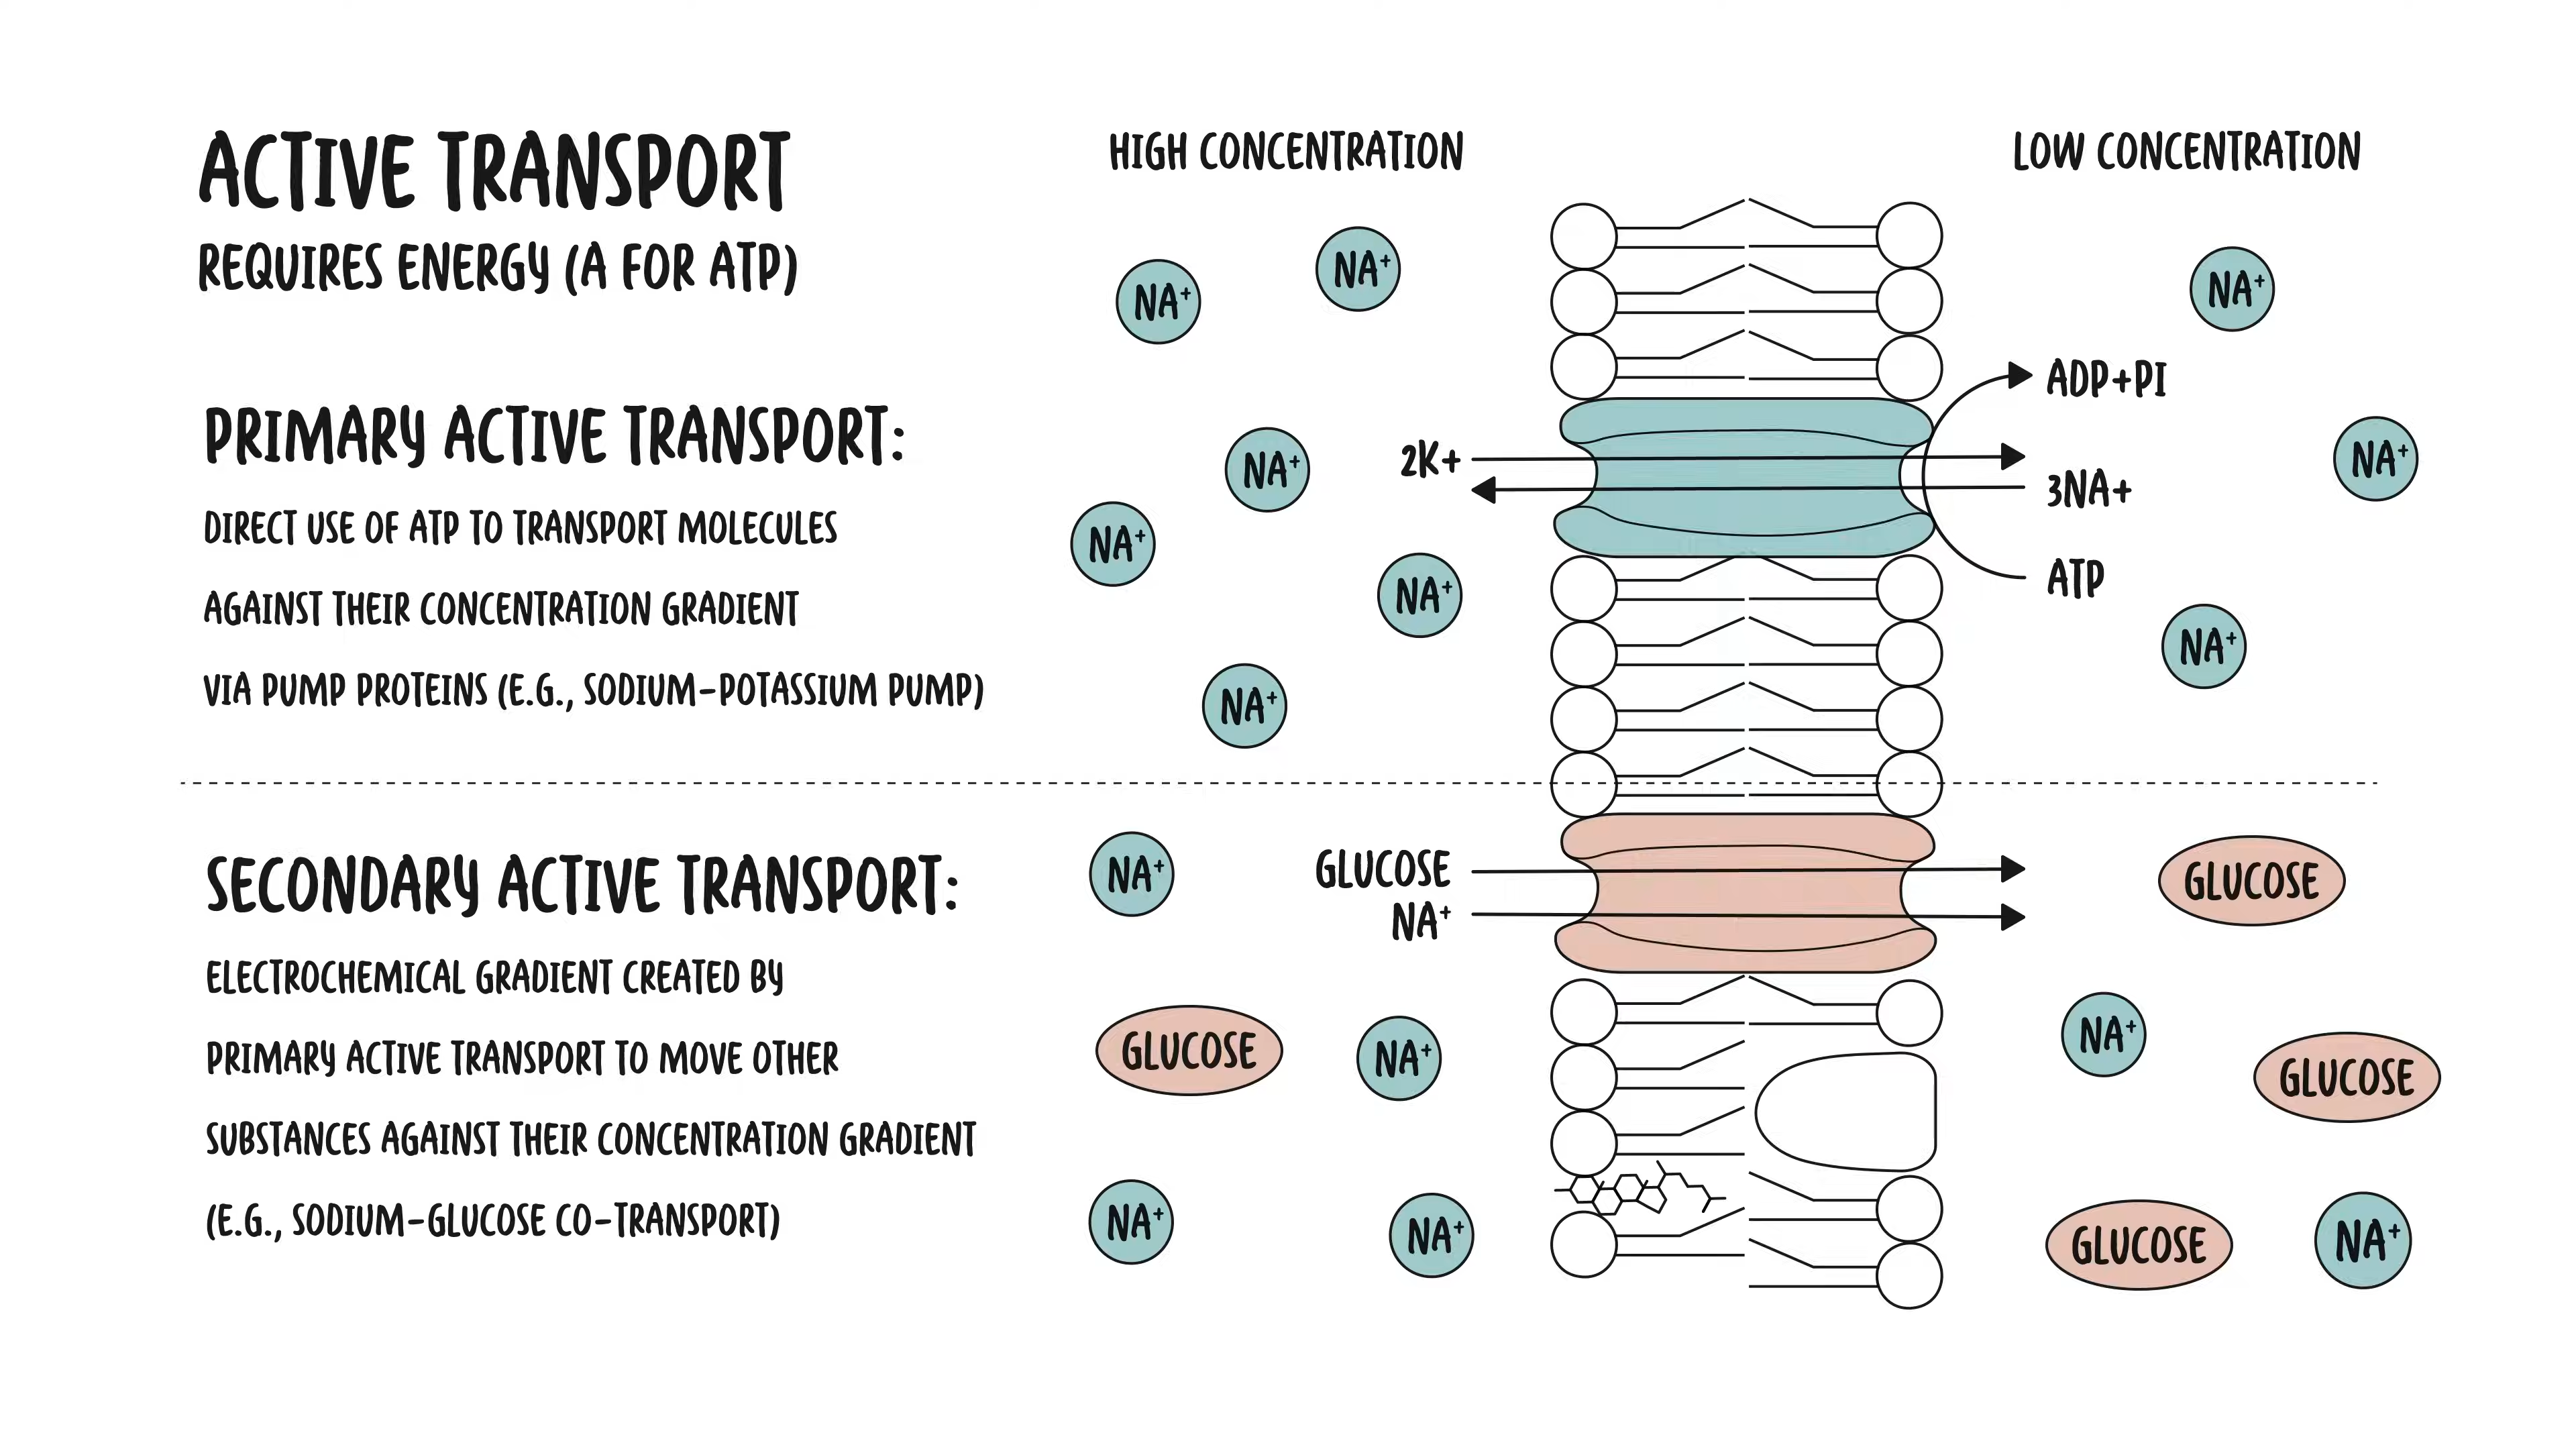 ACTIVE TRANSPORT
REQUIRES ENERGY (A FOR ATP)
PRIMARY ACTIVE TRANSPORT:
DIRECT USE OF ATP TO TRANSPORT MOLECULES
AGAINST THEIR CONCENTRATION GRADIENT
VIA PUMP PROTEINS (E.G., SODIUM-POTASSIUM PUMP)
HIGH CONCENTRATION
LOW CONCENTRATION
NA⁺
NA⁺
NA⁺
NA⁺
NA⁺
NA⁺
2K+
ADP+PI
3NA+
ATP
NA⁺
NA⁺
NA⁺
SECONDARY ACTIVE TRANSPORT:
ELECTROCHEMICAL GRADIENT CREATED BY
PRIMARY ACTIVE TRANSPORT TO MOVE OTHER
SUBSTANCES AGAINST THEIR CONCENTRATION GRADIENT
(E.G., SODIUM-GLUCOSE CO-TRANSPORT)
NA⁺
GLUCOSE
NA⁺
GLUCOSE
NA⁺
NA⁺
NA⁺
GLUCOSE
NA⁺
GLUCOSE
GLUCOSE
NA⁺